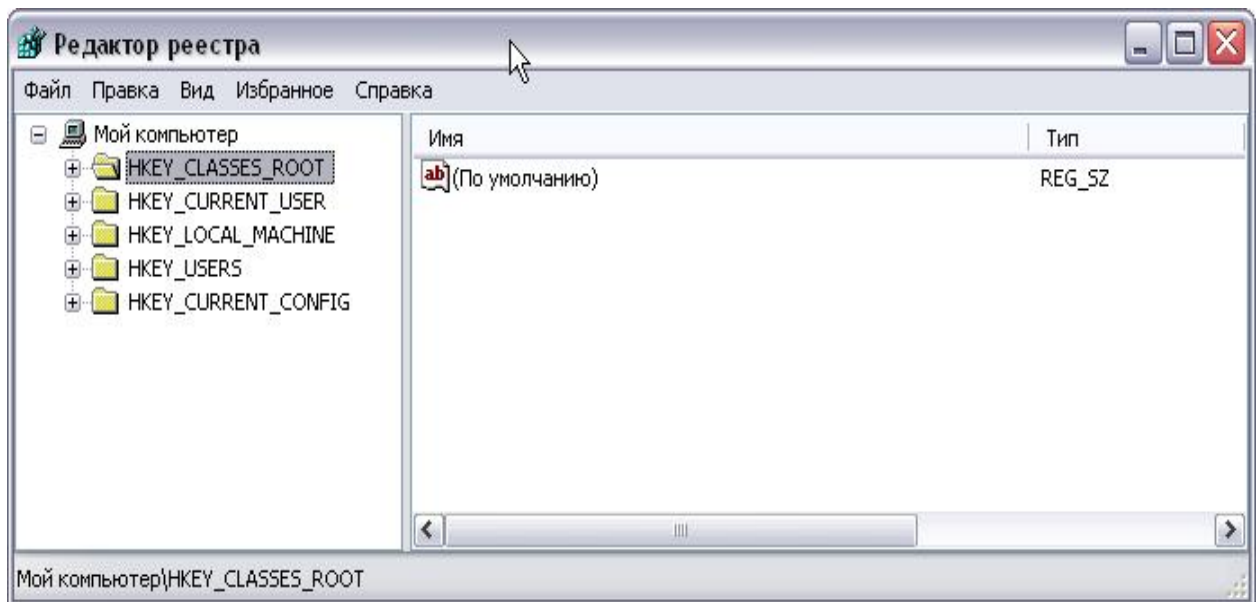 Редактор реестра
Файл Правка Вид Избранное Справка
Мой компьютер
HKEY_CLASSES_ROOT
HKEY_CURRENT_USER
HKEY_LOCAL_MACHINE
HKEY_USERS
HKEY_CURRENT_CONFIG
Имя Тип
ab (По умолчанию) REG_SZ
Мой компьютер\HKEY_CLASSES_ROOT